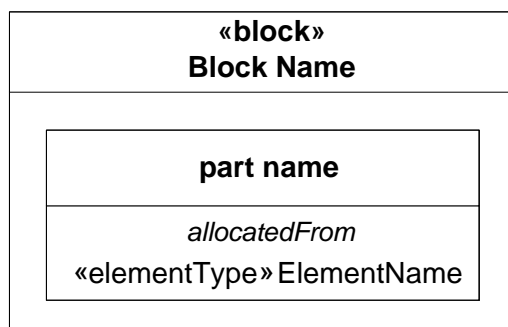 «block»
Block Name
part name
allocatedFrom
«elementType»ElementName